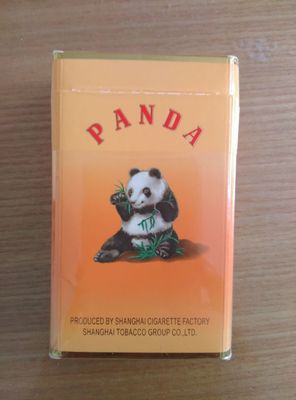 PANDA
PRODUCED BY SHANGHAI CIGARETTE FACTORY
SHANGHAI TOBACCO GROUP CO.,LTD.